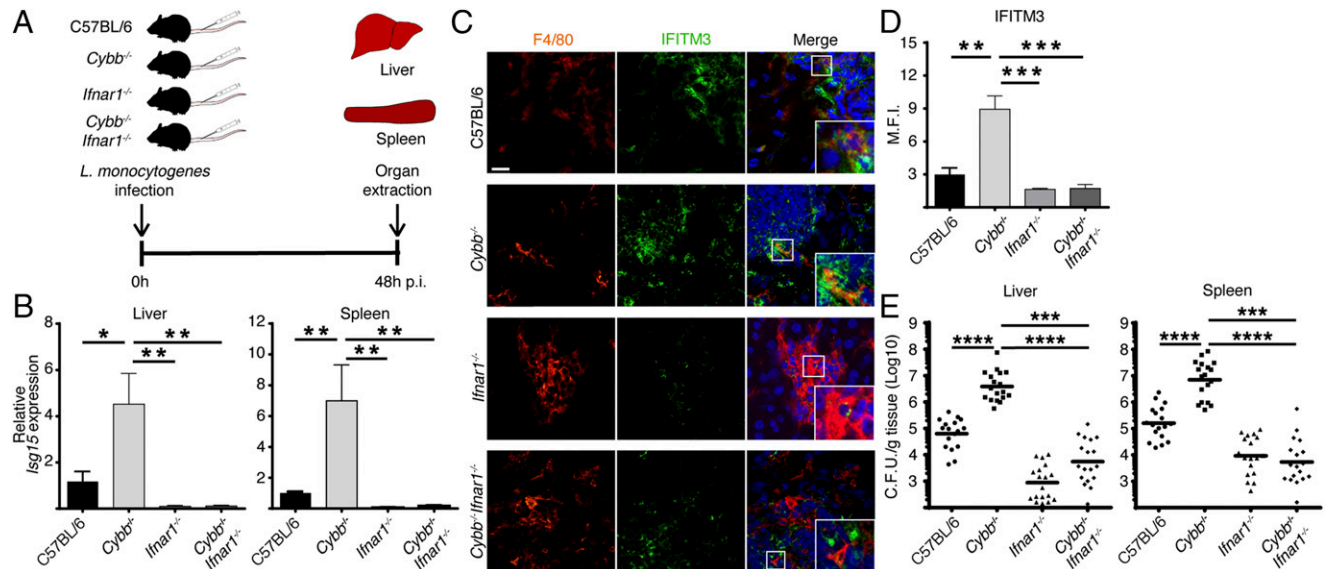 A
C57BL/6
Cybb-/-
Ifnar1-/-
Cybb-/-
Ifnar1-/-
Liver
Spleen
L. monocytogenes
infection
Organ
extraction
0h
48h p.i.
B
Liver
Spleen
Relative
Isg15 expression
6
4
2
12
10
8
6
4
2
*
**
**
**
**
**
C57BL/6
Cybb-/-
Ifnar1-/-
Cybb-/-
Ifnar1-/-
C57BL/6
Cybb-/-
Ifnar1-/-
Cybb-/-
Ifnar1-/-
C
F4/80
IFITM3
Merge
C57BL/6
Cybb-/-
Ifnar1-/-
Cybb-/-Ifnar1-/-
D
IFITM3
M.F.I.
15
12
9
6
3
**
***
***
C57BL/6
Cybb-/-
Ifnar1-/-
Cybb-/-
Ifnar1-/-
E
Liver
Spleen
C.F.U./g tissue (Log10)
9
8
7
6
5
4
3
2
9
8
7
6
5
4
3
2
***
****
****
***
****
****
C57BL/6
Cybb-/-
Ifnar1-/-
Cybb-/-
Ifnar1-/-
C57BL/6
Cybb-/-
Ifnar1-/-
Cybb-/-
Ifnar1-/-